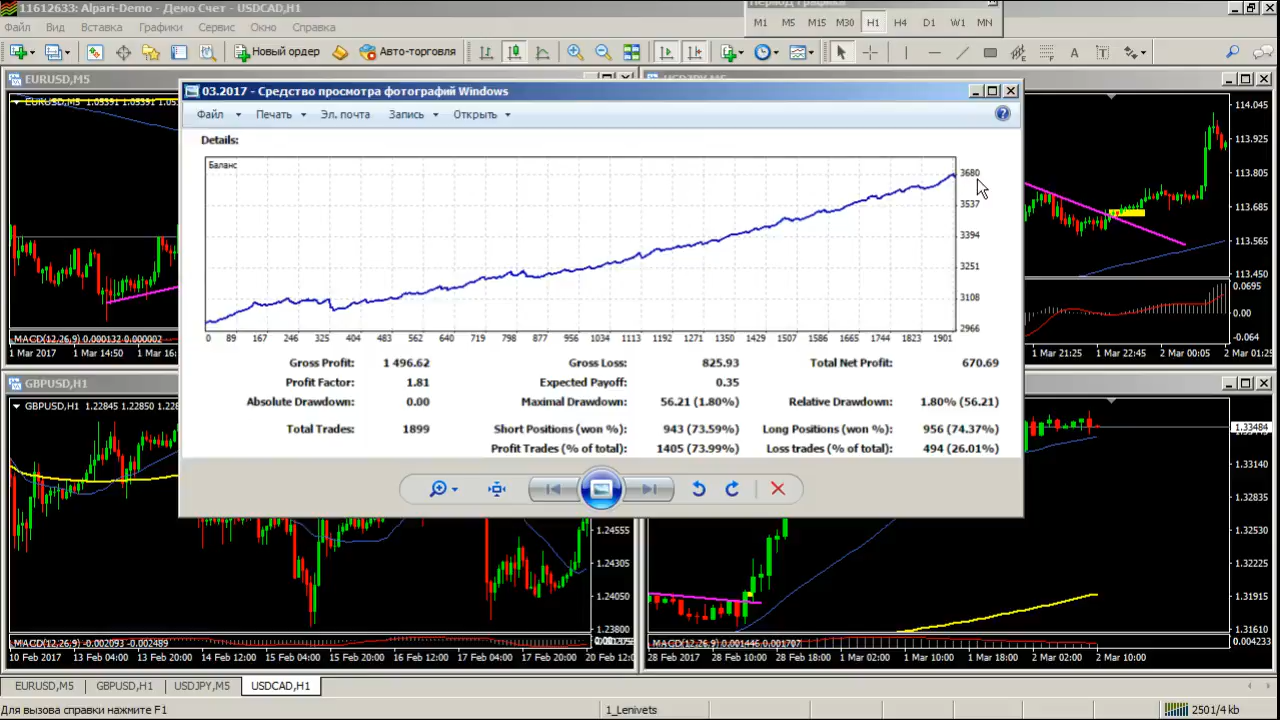 11612633: Alpari-Demo - Демо Счет - USDCAD,H1
Период графика
Файл Вид Вставка Графики Сервис Окно Справка
M1 M5 M15 M30 H1 H4 D1 W1 MN
Новый ордер Авто-торговля
EURUSD,M5
EURUSD,M5 1.05391 1.05391
03.2017 - Средство просмотра фотографий Windows
Файл Печать Эл. почта Запись Открыть
Details:
Баланс
3680
3537
3394
3251
3108
2966
0 89 167 246 325 404 483 562 640 719 798 877 956 1034 1113 1192 1271 1350 1429 1507 1586 1665 1744 1823 1901
Gross Profit: 1 496.62 Gross Loss: 825.93 Total Net Profit: 670.69
Profit Factor: 1.81 Expected Payoff: 0.35
Absolute Drawdown: 0.00 Maximal Drawdown: 56.21 (1.80%) Relative Drawdown: 1.80% (56.21)
Total Trades: 1899 Short Positions (won %): 943 (73.59%) Long Positions (won %): 956 (74.37%)
Profit Trades (% of total): 1405 (73.99%) Loss trades (% of total): 494 (26.01%)
114.045
113.925
113.805
113.685
113.565
113.450
0.0695
0.00
-0.064
MACD(12,26,9) 0.000132 0.000002
1 Mar 2017 1 Mar 14:50
1 Mar 21:25 1 Mar 22:45 2 Mar 00:05 2 Mar 01:25
GBPUSD,H1
GBPUSD,H1 1.22845 1.22850
1.24555
1.24050
1.23800
MACD(12,26,9) -0.002093 -0.002489
10 Feb 2017 13 Feb 04:00 13 Feb 20:00 14 Feb 12:00 15 Feb 04:00 15 Feb 20:00 16 Feb 12:00 17 Feb 04:00 17 Feb 20:00 20 Feb 12:00
1.33484
1.33140
1.32835
1.32530
1.32225
1.31915
1.31610
MACD(12,26,9) 0.001446 0.001707
0.004233
28 Feb 2017 28 Feb 10:00 28 Feb 18:00 1 Mar 02:00 1 Mar 10:00 1 Mar 18:00 2 Mar 02:00 2 Mar 10:00
EURUSD,M5 GBPUSD,H1 USDJPY,M5 USDCAD,H1
Для вызова справки нажмите F1
1_Lenivets
2501/4 kb